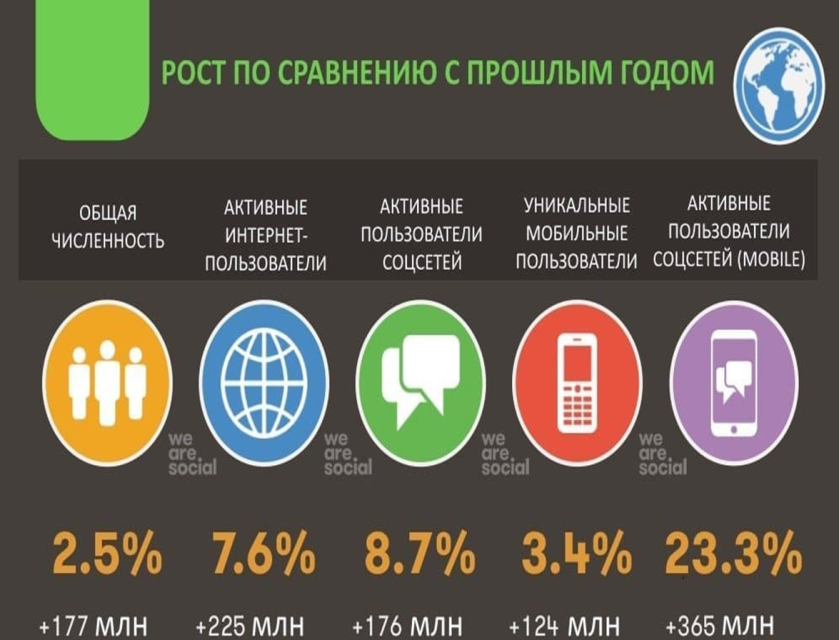 РОСТ ПО СРАВНЕНИЮ С ПРОШЛЫМ ГОДОМ
ОБЩАЯ
ЧИСЛЕННОСТЬ
АКТИВНЫЕ
ИНТЕРНЕТ-
ПОЛЬЗОВАТЕЛИ
АКТИВНЫЕ
ПОЛЬЗОВАТЕЛИ
СОЦСЕТЕЙ
УНИКАЛЬНЫЕ
МОБИЛЬНЫЕ
ПОЛЬЗОВАТЕЛИ
АКТИВНЫЕ
ПОЛЬЗОВАТЕЛИ
СОЦСЕТЕЙ (MOBILE)
we
are
social
we
are
social
we
are
social
we
are
social
2.5% 7.6% 8.7% 3.4% 23.3%
+177 МЛН +225 МЛН +176 МЛН +124 МЛН +365 МЛН